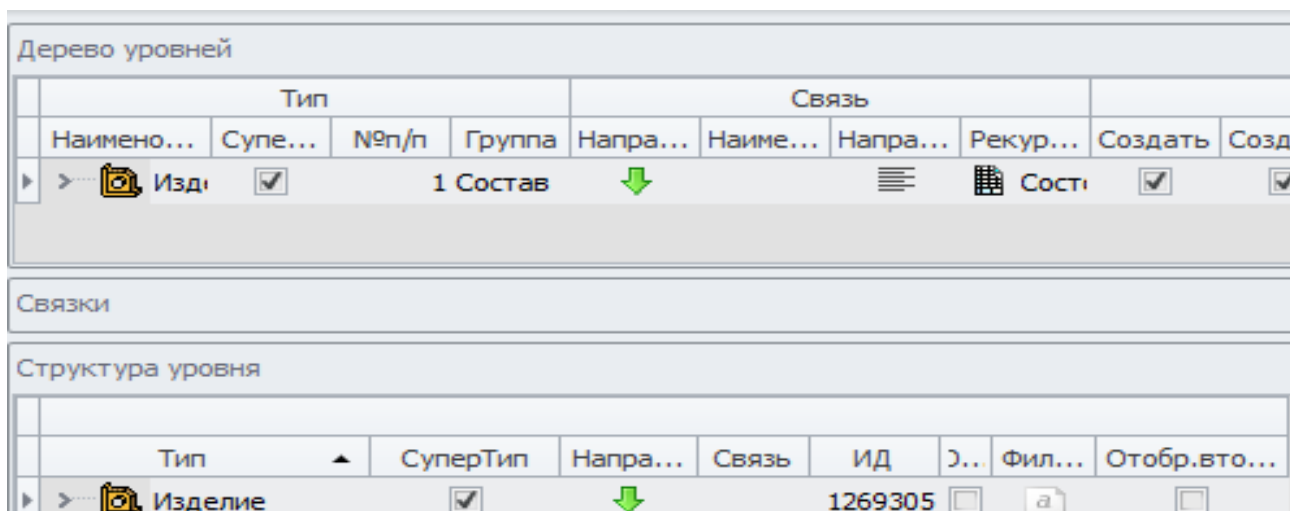 Дерево уровней
Тип Связь
Наимено... Супе... №п/п Группа Напра... Наиме... Напра... Рекур... Создать Созд
Изд 1 Состав Сост
Связки
Структура уровня
Тип СуперТип Напра... Связь ИД Фил... Отобр.вто...
Изделие 1269305 a